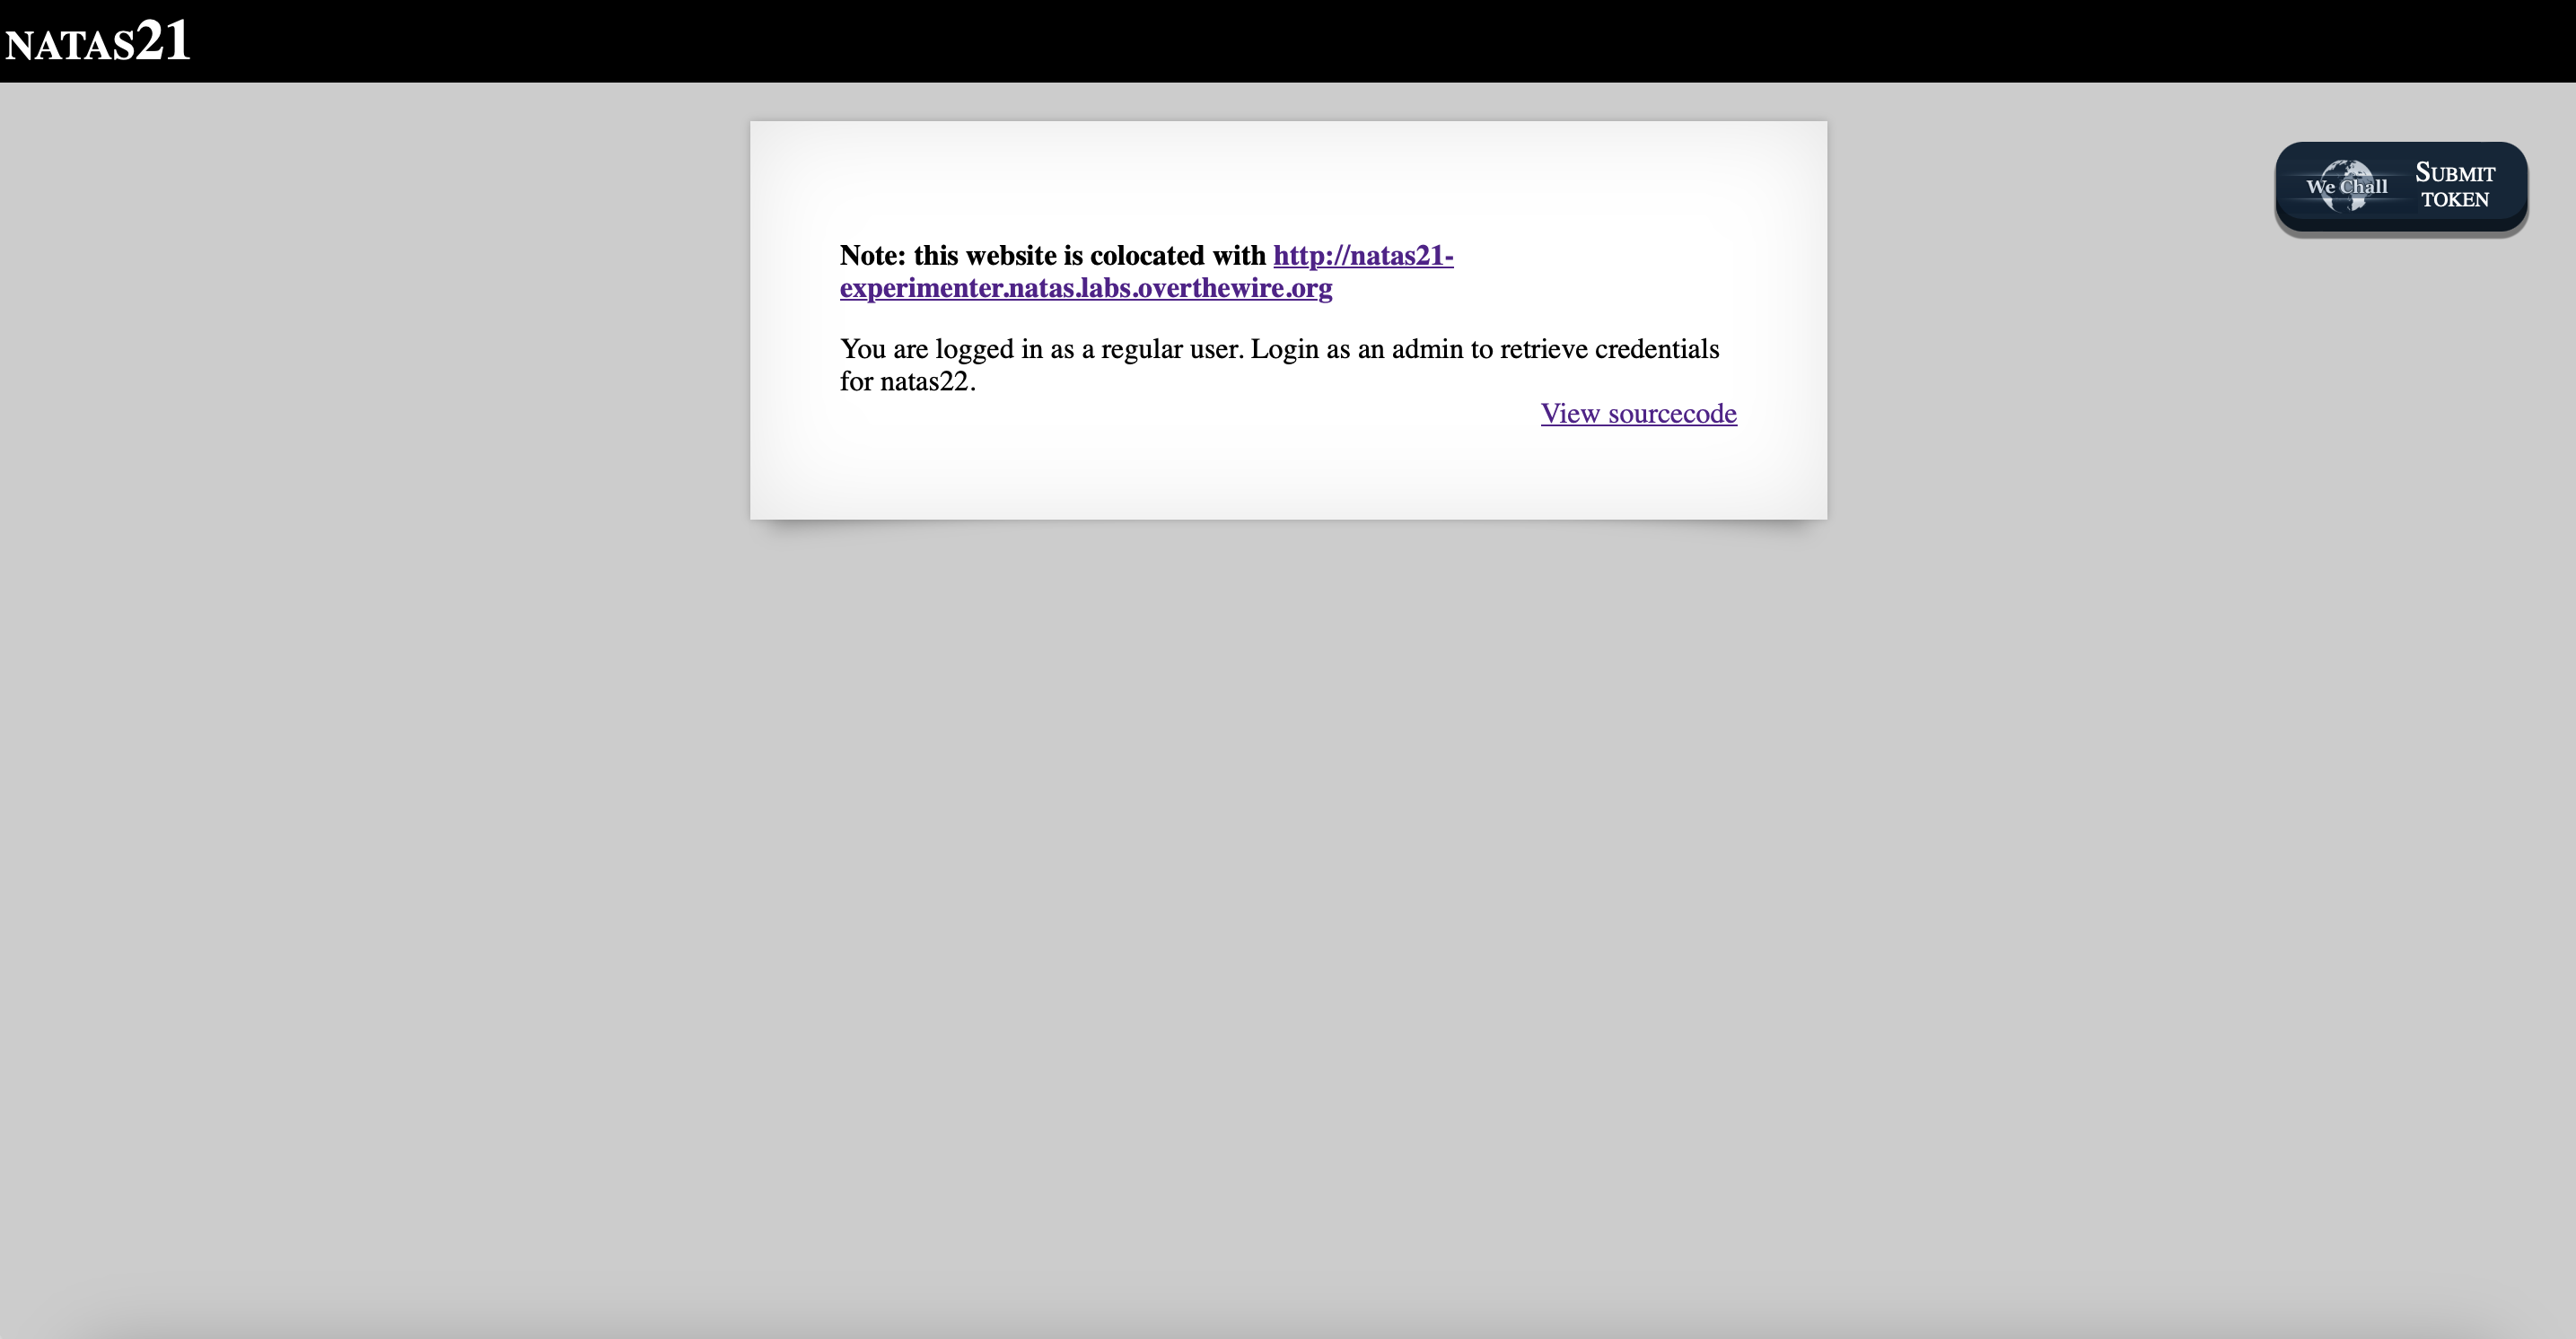 NATAS21
We Chall
SUBMIT
TOKEN
Note: this website is colocated with http://natas21-
experimenter.natas.labs.overthewire.org
You are logged in as a regular user. Login as an admin to retrieve credentials
for natas22.
View sourcecode